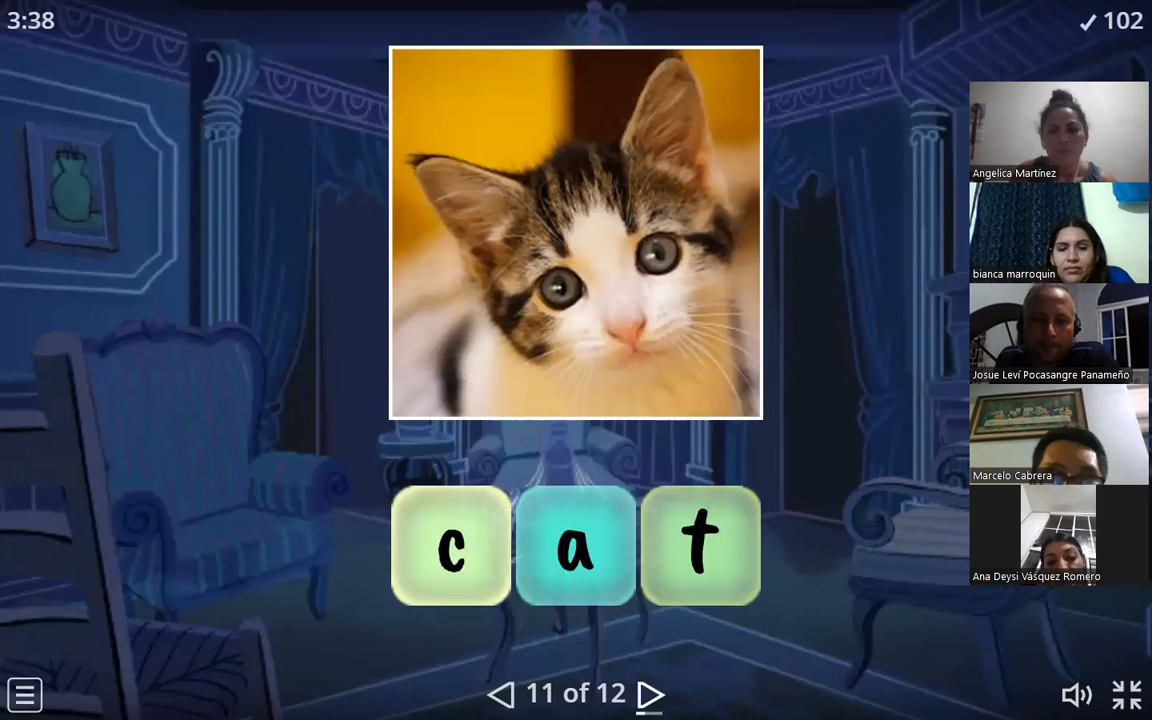 3:38
✓ 102
Angelica Martínez
bianca marroquin
Josue Leví Pocasangre Panameño
Marcelo Cabrera
Ana Deysi Vásquez Romero
c a t
11 of 12